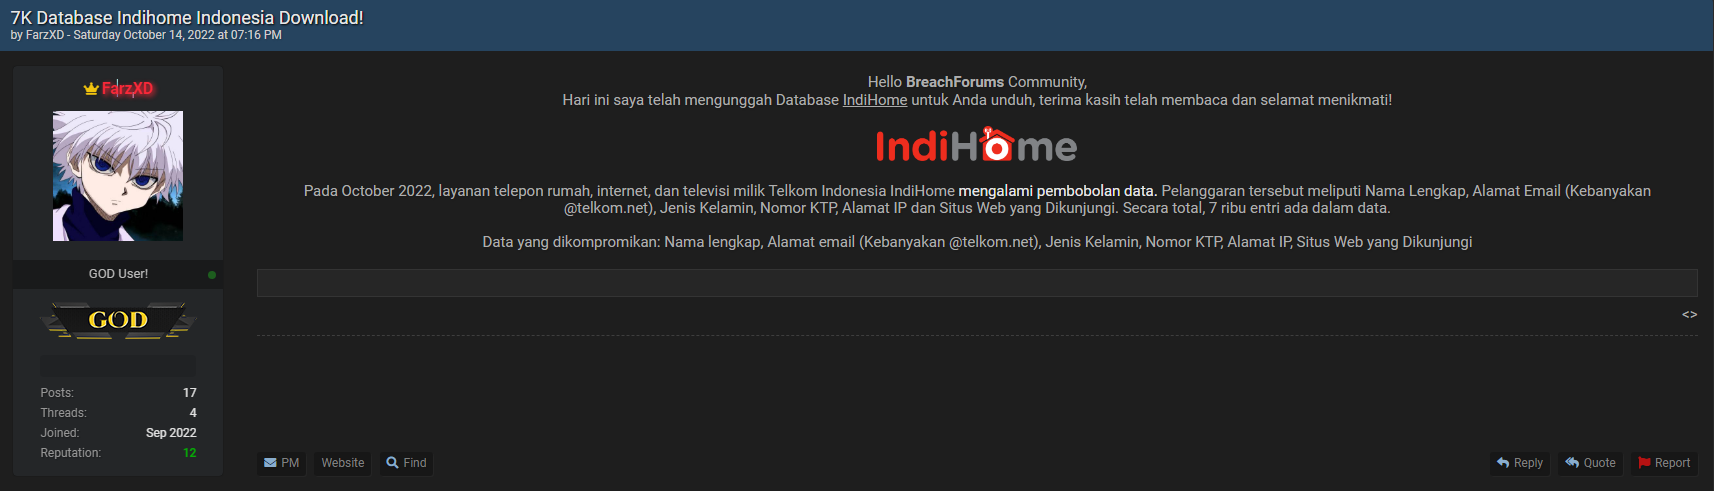 7K Database Indihome Indonesia Download!
by FarzXD - Saturday October 14, 2022 at 07:16 PM
FarzXD
GOD User!
GOD
Posts: 17
Threads: 4
Joined: Sep 2022
Reputation: 12
Hello BreachForums Community,
Hari ini saya telah mengunggah Database IndiHome untuk Anda unduh, terima kasih telah membaca dan selamat menikmati!
IndiHome
Pada October 2022, layanan telepon rumah, internet, dan televisi milik Telkom Indonesia IndiHome mengalami pembobolan data. Pelanggaran tersebut meliputi Nama Lengkap, Alamat Email (Kebanyakan
@telkom.net), Jenis Kelamin, Nomor KTP, Alamat IP dan Situs Web yang Dikunjungi. Secara total, 7 ribu entri ada dalam data.
Data yang dikompromikan: Nama lengkap, Alamat email (Kebanyakan @telkom.net), Jenis Kelamin, Nomor KTP, Alamat IP, Situs Web yang Dikunjungi
<>
PM Website Find Reply Quote Report